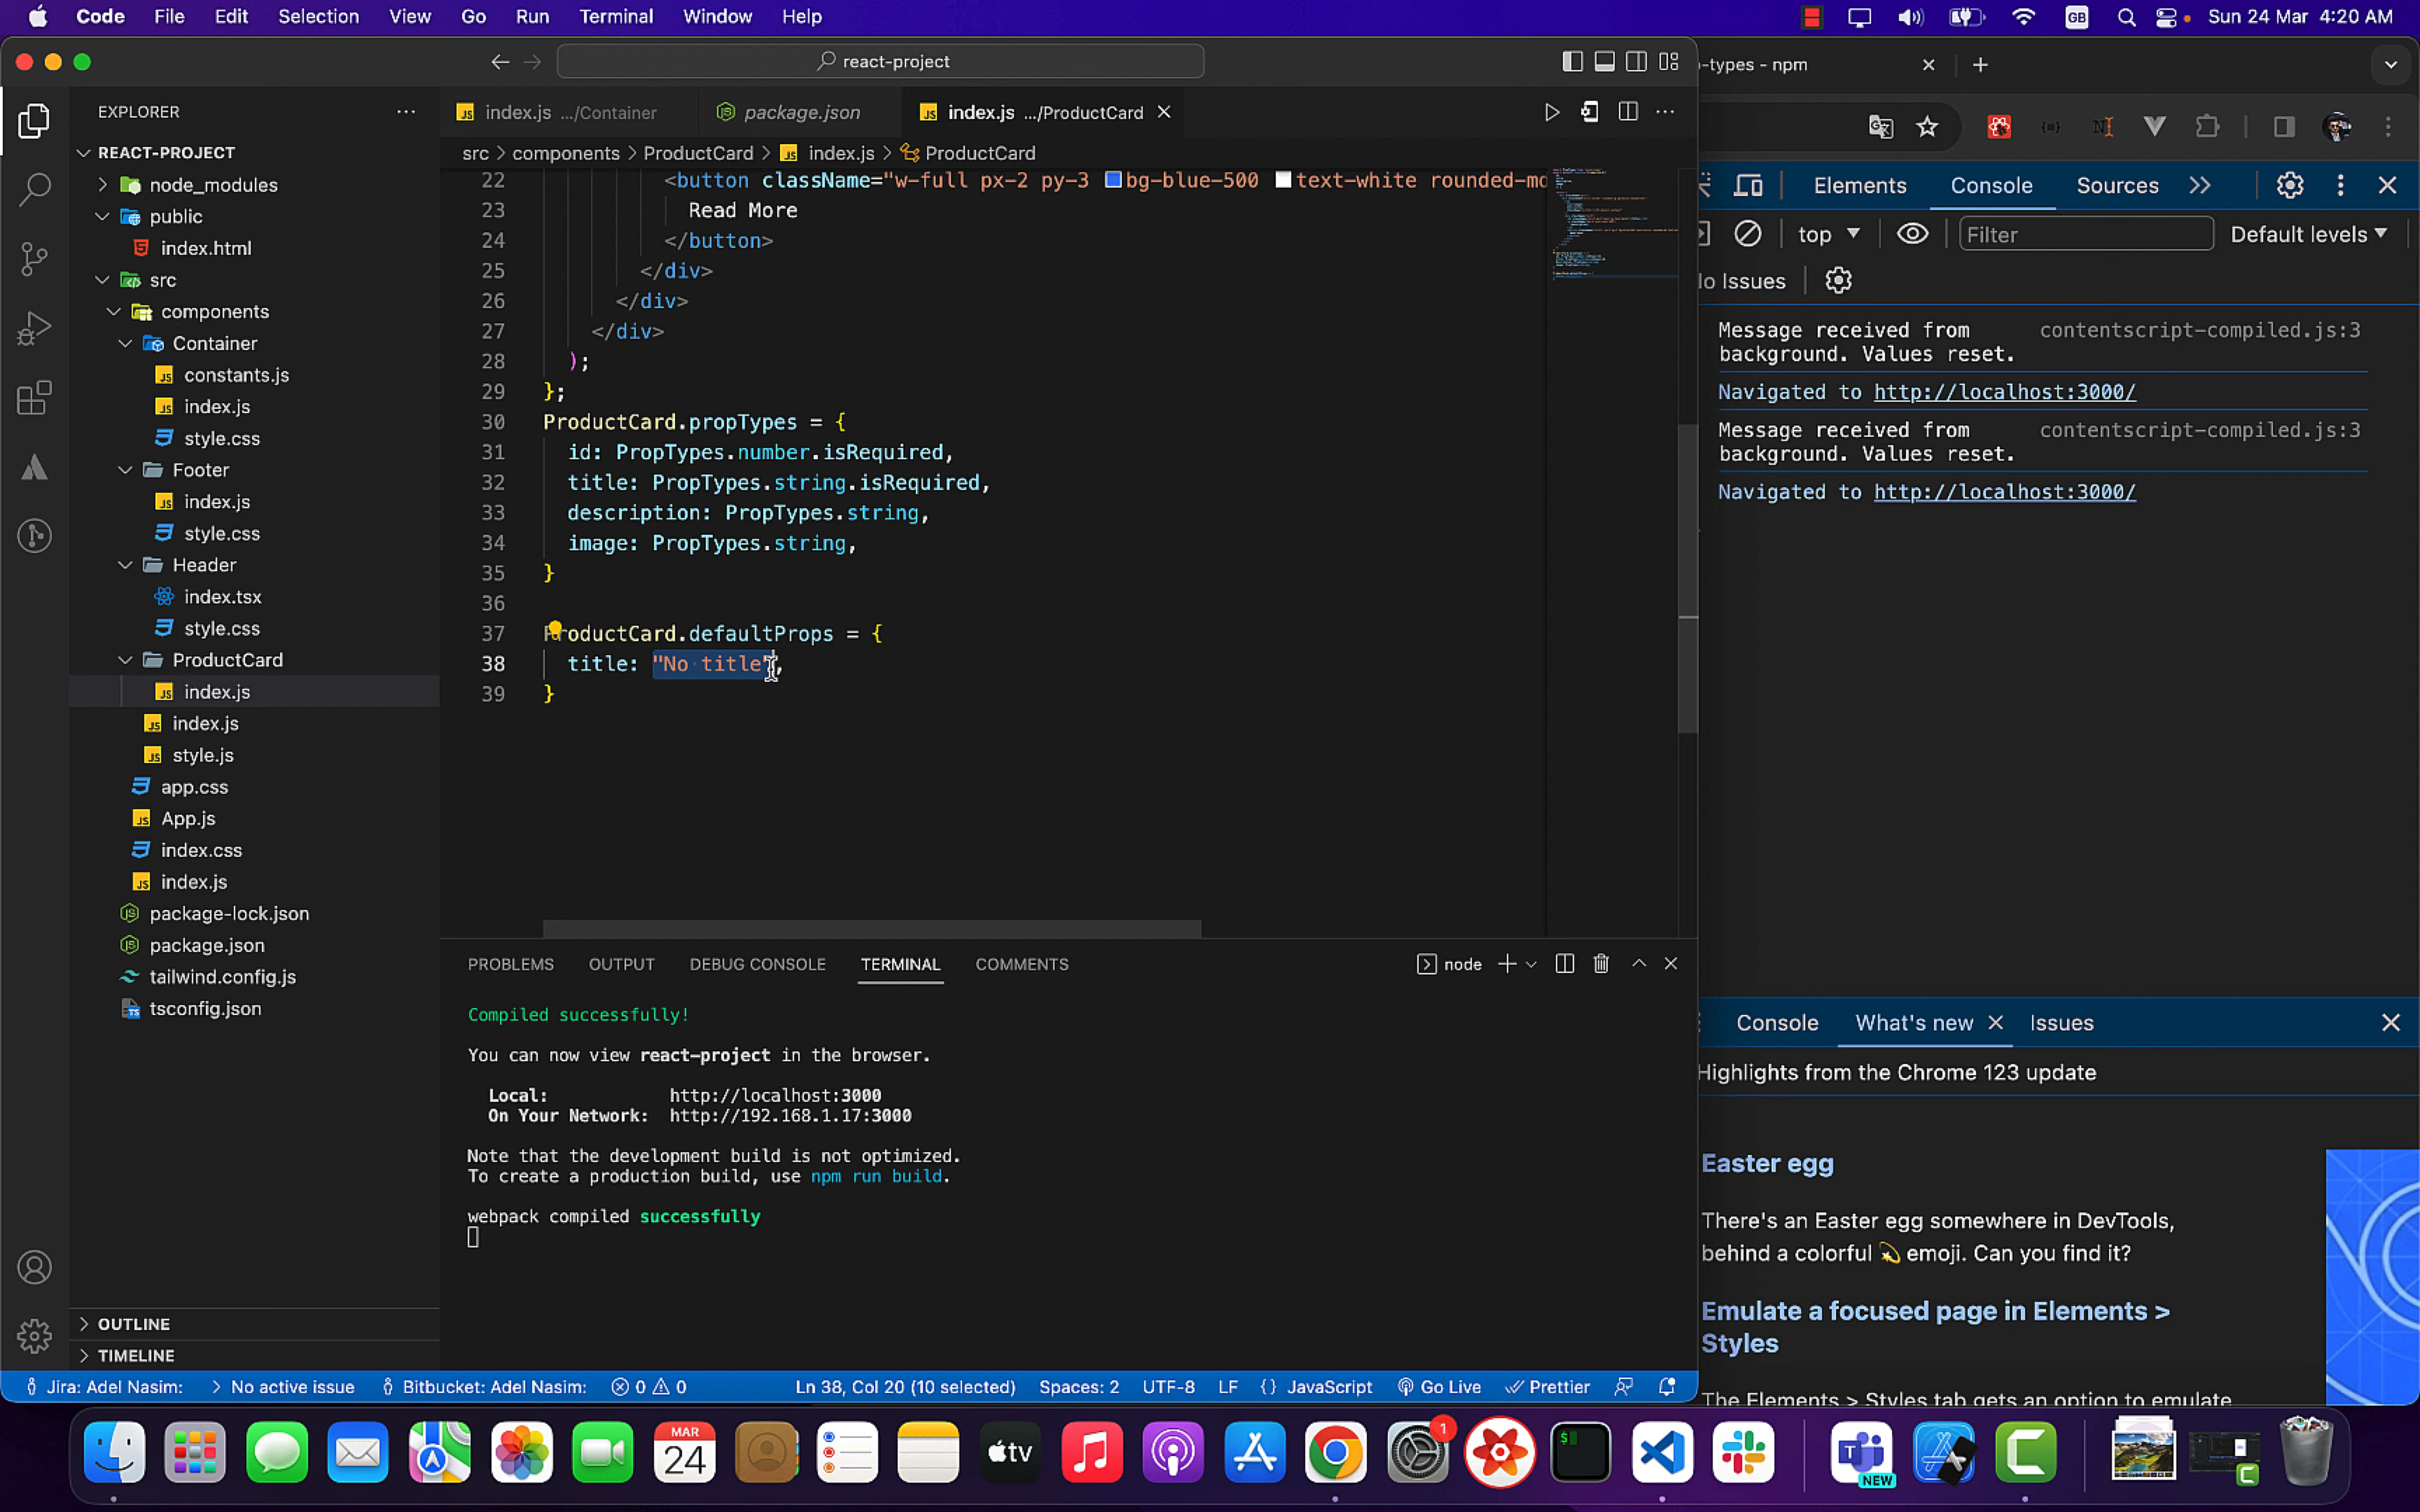 Code File Edit Selection View Go Run Terminal Window Help
GB Sun 24 Mar 4:20 AM
react-project
-types - npm
EXPLORER
index.js .../Container
package.json
index.js .../ProductCard
REACT-PROJECT
src > components > ProductCard > index.js > ProductCard
node_modules
public
index.html
src
components
Container
constants.js
index.js
style.css
Footer
index.js
style.css
Header
index.tsx
style.css
ProductCard
index.js
index.js
style.js
app.css
App.js
index.css
index.js
package-lock.json
package.json
tailwind.config.js
tsconfig.json
OUTLINE
TIMELINE
22 <button className="w-full px-2 py-3 bg-blue-500 text-white rounded-md
23 Read More
24 </button>
25 </div>
26 </div>
27 </div>
28 );
29 };
30 ProductCard.propTypes = {
31 id: PropTypes.number.isRequired,
32 title: PropTypes.string.isRequired,
33 description: PropTypes.string,
34 image: PropTypes.string,
35 }
36
37 ProductCard.defaultProps = {
38 title: "No title",
39 }
PROBLEMS OUTPUT DEBUG CONSOLE TERMINAL COMMENTS
node
Compiled successfully!
You can now view react-project in the browser.
Local: http://localhost:3000
On Your Network: http://192.168.1.17:3000
Note that the development build is not optimized.
To create a production build, use npm run build.
webpack compiled successfully
Jira: Adel Nasim: No active issue Bitbucket: Adel Nasim: 0 0 Ln 38, Col 20 (10 selected) Spaces: 2 UTF-8 LF {} JavaScript Go Live Prettier
Elements Console Sources
top Filter Default levels
No Issues
Message received from contentscript-compiled.js:3
background. Values reset.
Navigated to http://localhost:3000/
Message received from contentscript-compiled.js:3
background. Values reset.
Navigated to http://localhost:3000/
Console What's new Issues
Highlights from the Chrome 123 update
Easter egg
There's an Easter egg somewhere in DevTools,
behind a colorful 💫 emoji. Can you find it?
Emulate a focused page in Elements >
Styles
The Elements > Styles tab gets an option to emulate
MAR
24
tv
1
$
NEW